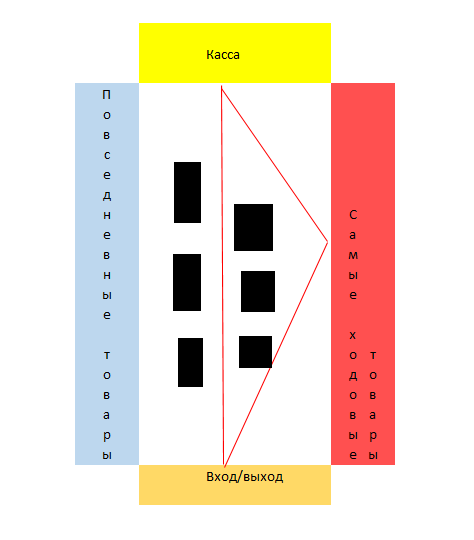 Касса
Повседневные товары
Самые ходовые
товары
Вход/выход